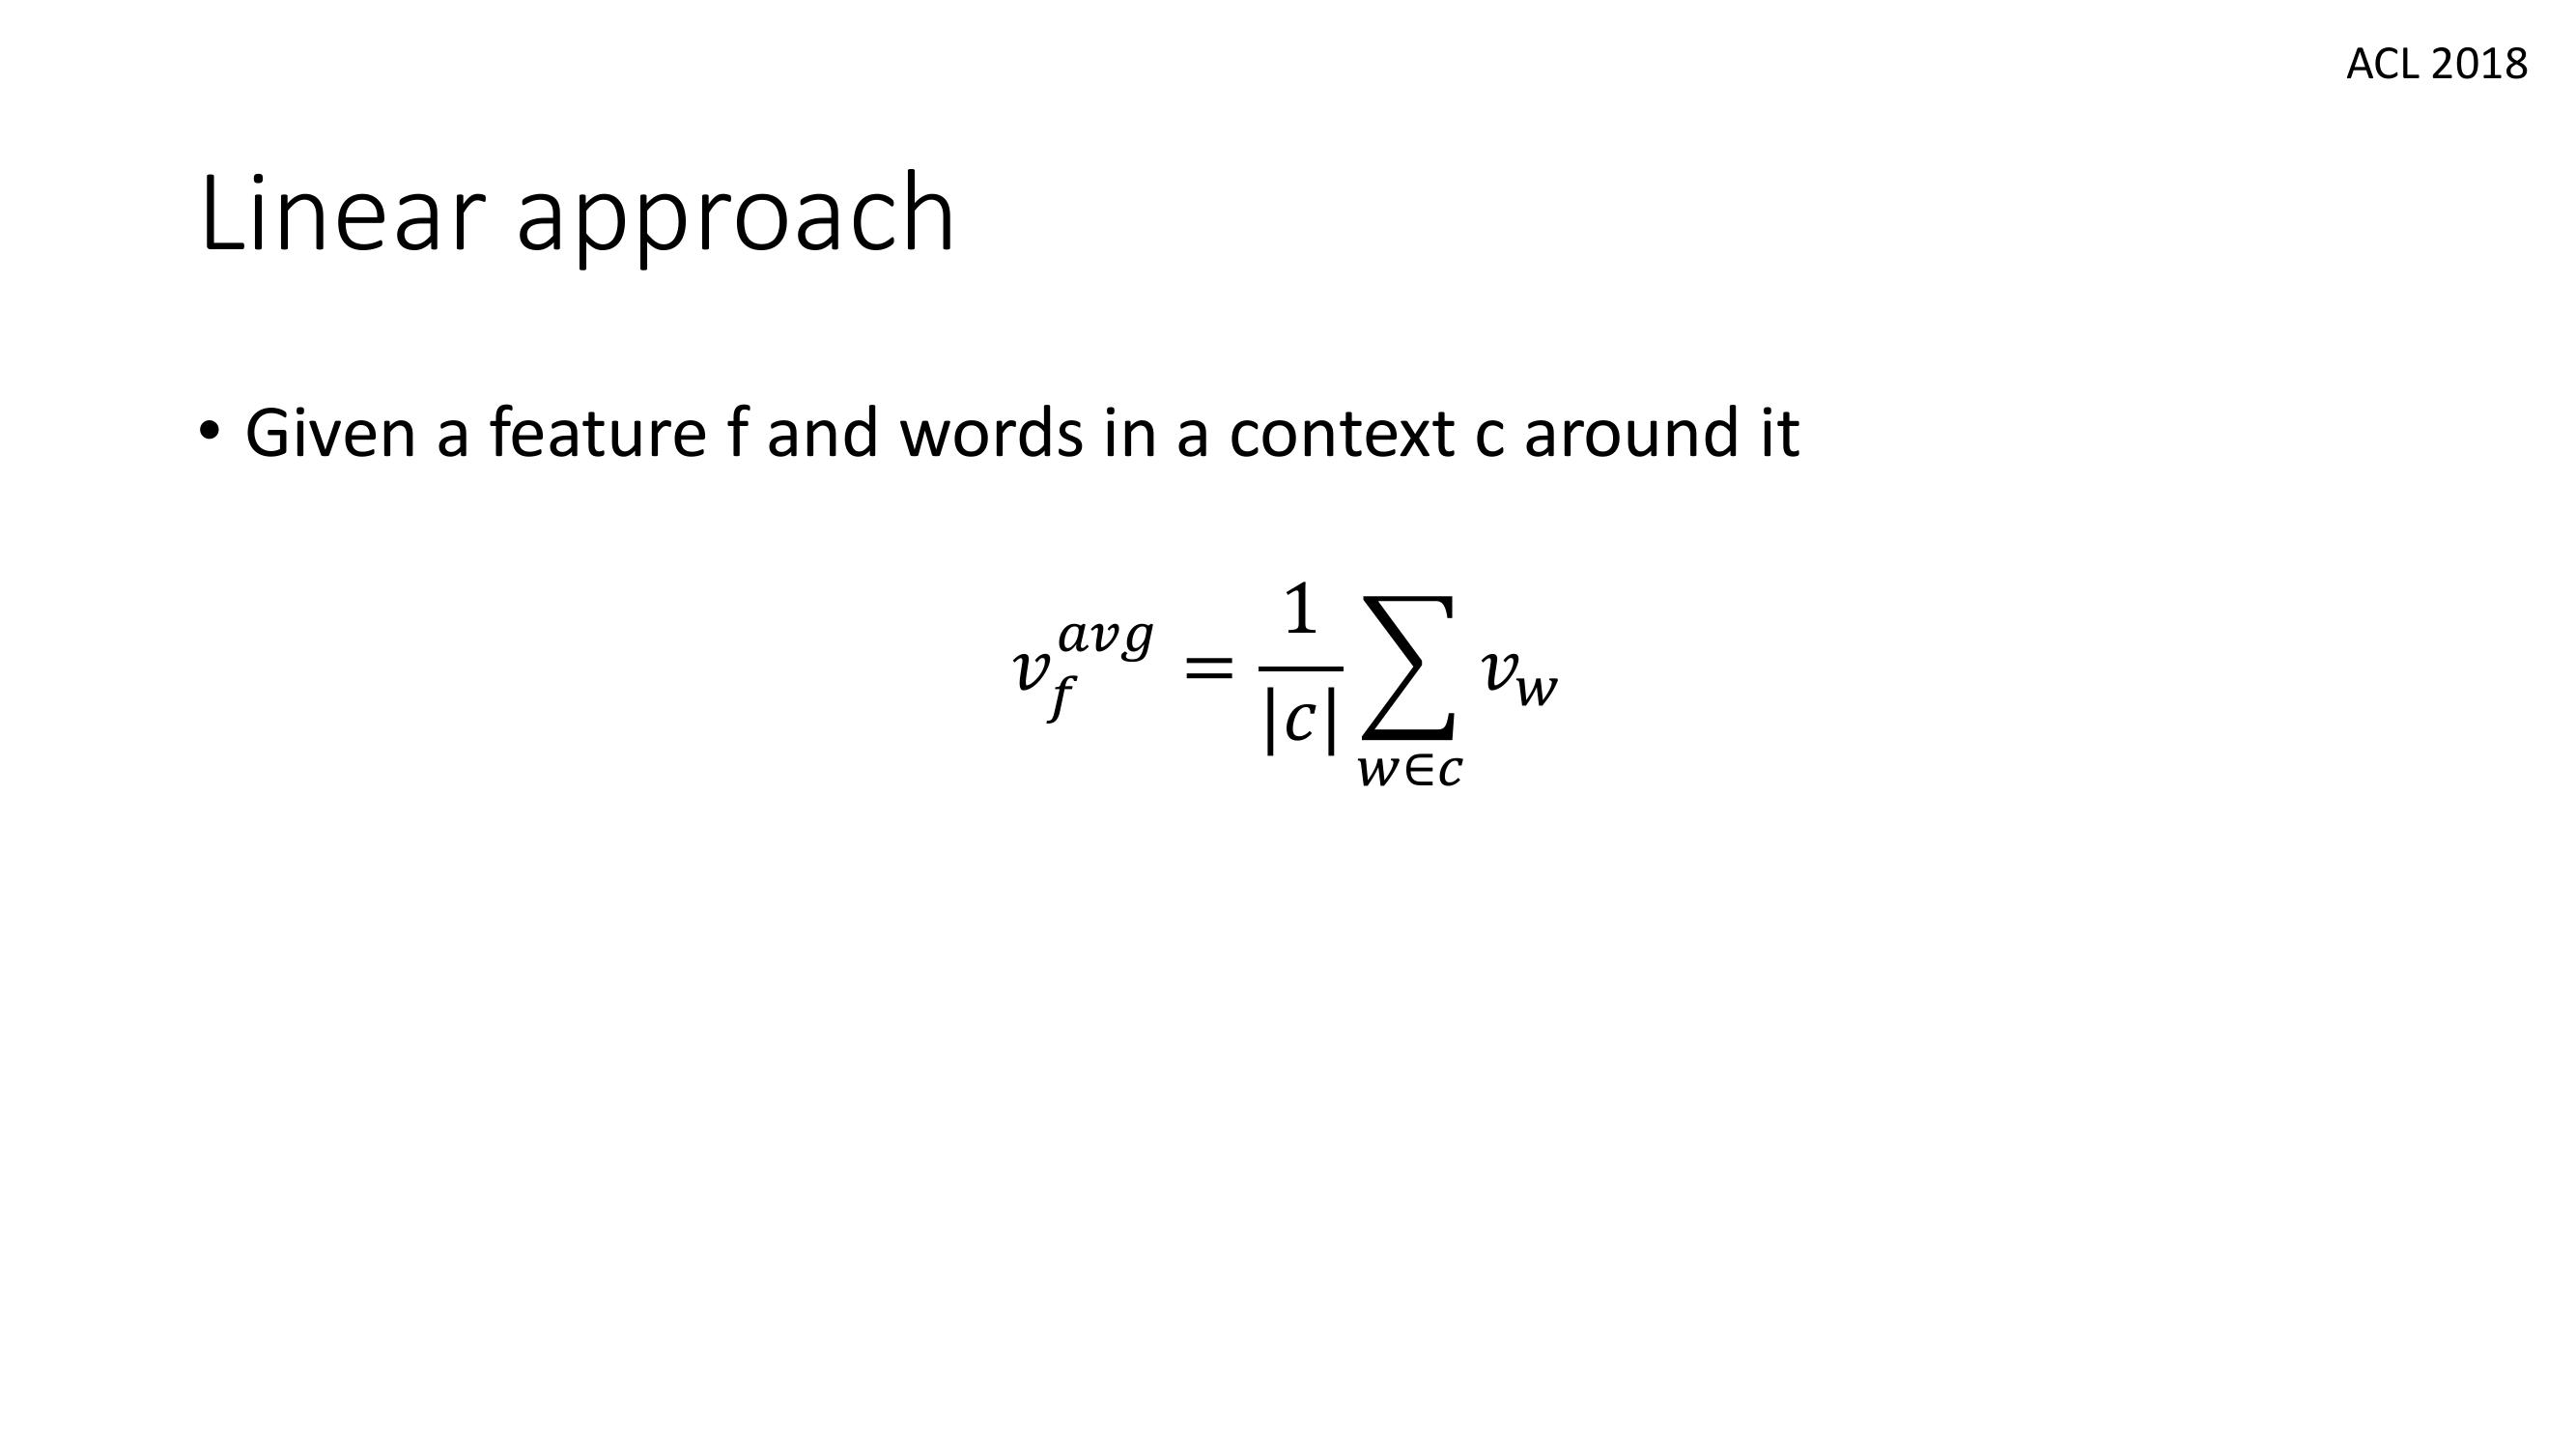 ACL 2018
Linear approach
• Given a feature f and words in a context c around it
$v_f^{avg} = \frac{1}{|c|} \sum_{w \in c} v_w$